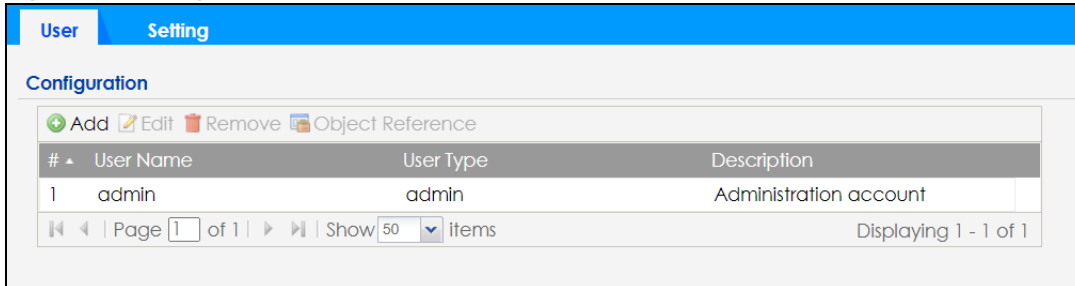 User Setting
Configuration
Add Edit Remove Object Reference
# User Name User Type Description
1 admin admin Administration account
Page 1 of 1 Show 50 items Displaying 1 - 1 of 1